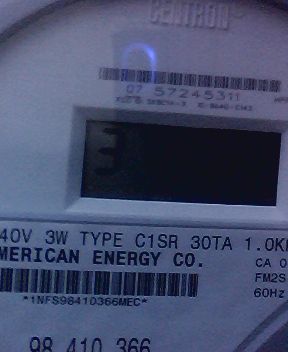 CENTRON
07 57245311
3
40V 3W TYPE C1SR 30TA 1.0K
MERICAN ENERGY CO.
CA 0
FM2S
60Hz
*1NFS98410366MEC*
98 410 366